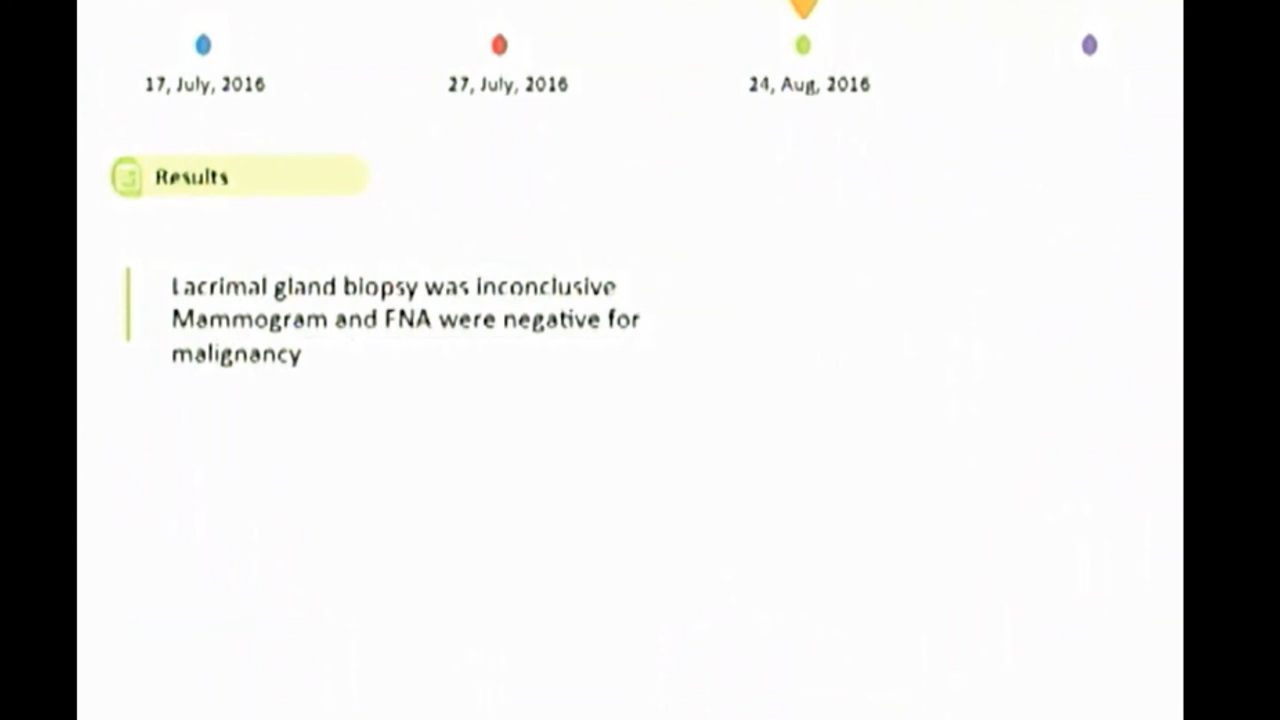 17, July, 2016
27, July, 2016
24, Aug, 2016
Results
Lacrimal gland biopsy was inconclusive
Mammogram and FNA were negative for
malignancy